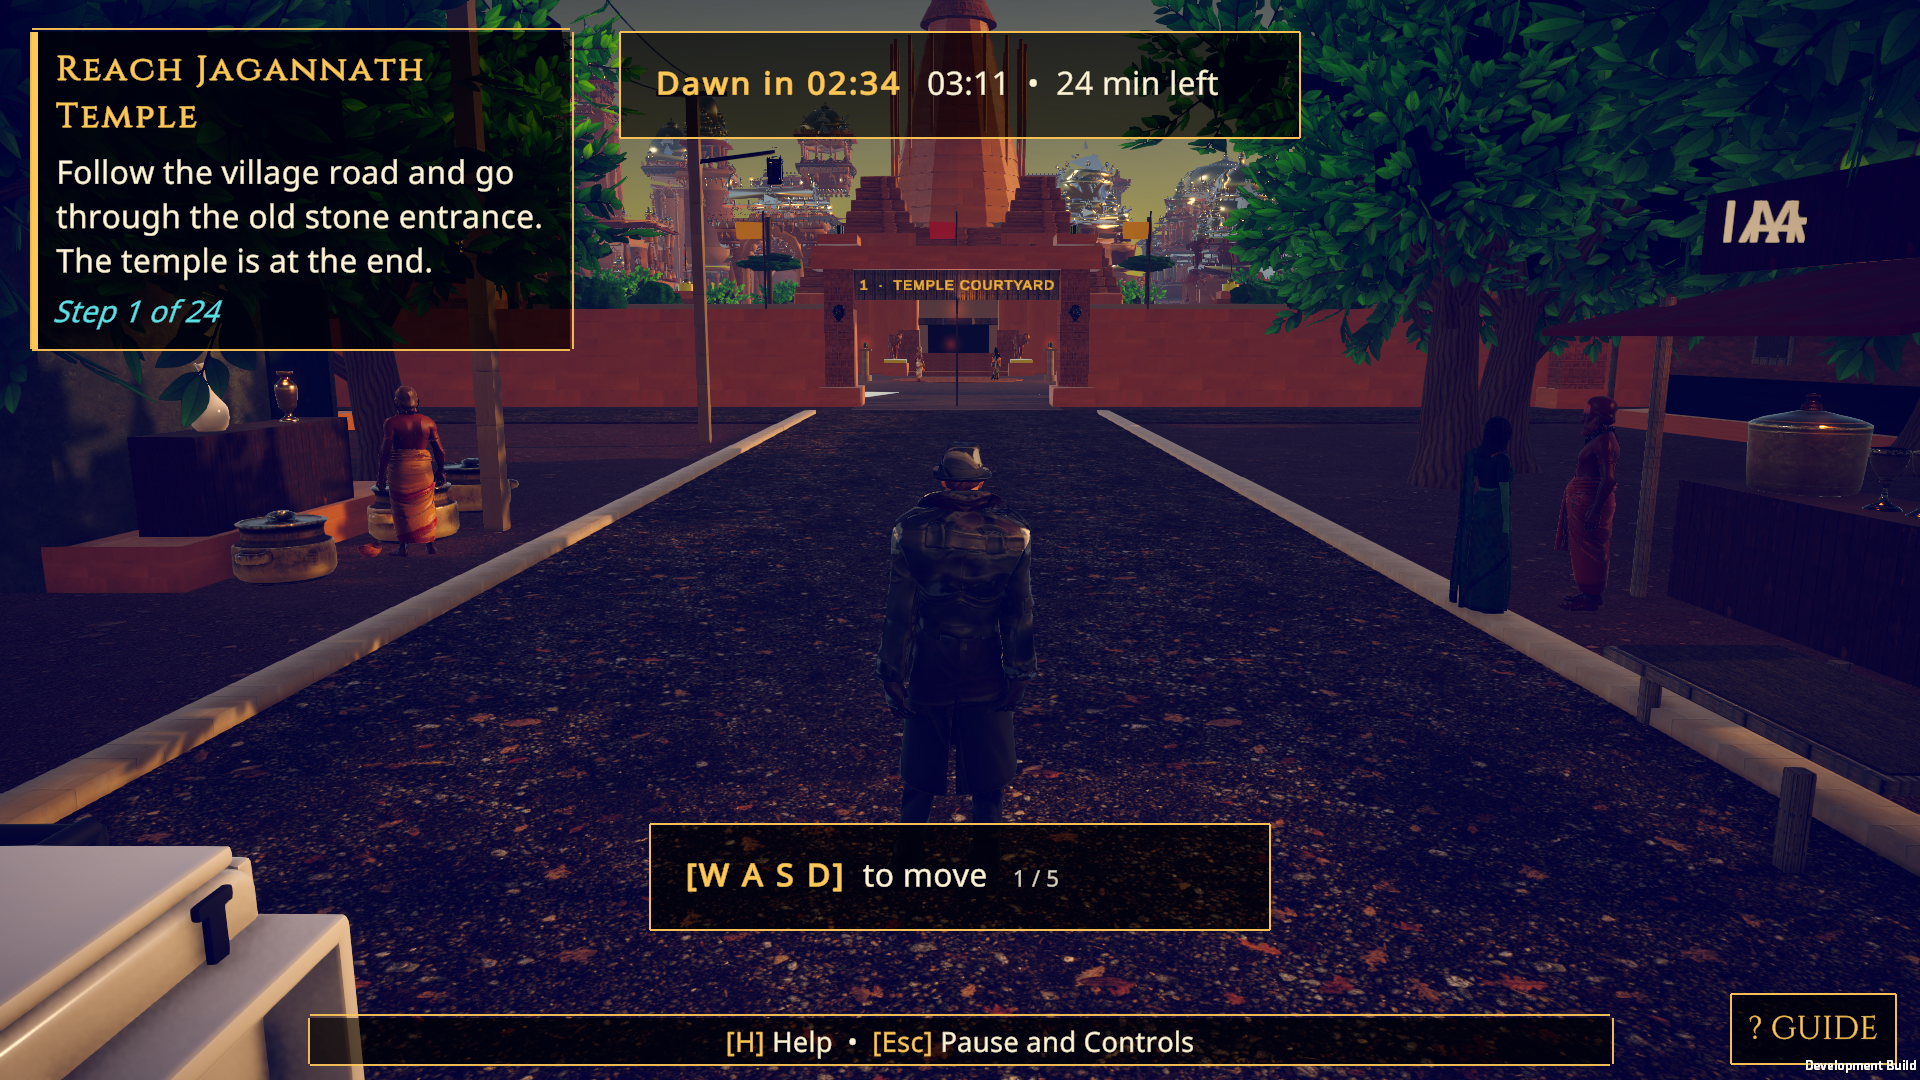 REACH JAGANNATH
TEMPLE
Follow the village road and go
through the old stone entrance.
The temple is at the end.
Step 1 of 24
Dawn in 02:34 03:11 • 24 min left
1 · TEMPLE COURTYARD
[W A S D] to move 1 / 5
[H] Help • [Esc] Pause and Controls
? GUIDE
Development Build